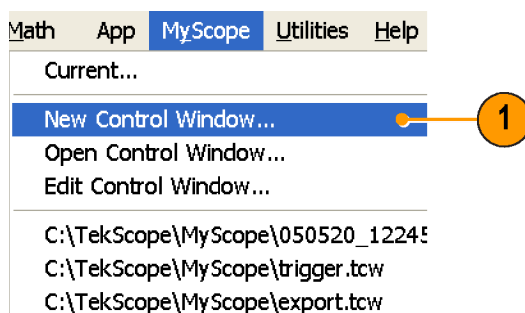 Math App MyScope Utilities Help
Current...
New Control Window...
1
Open Control Window...
Edit Control Window...
C:\TekScope\MyScope\050520_12245
C:\TekScope\MyScope\trigger.tcw
C:\TekScope\MyScope\export.tcw